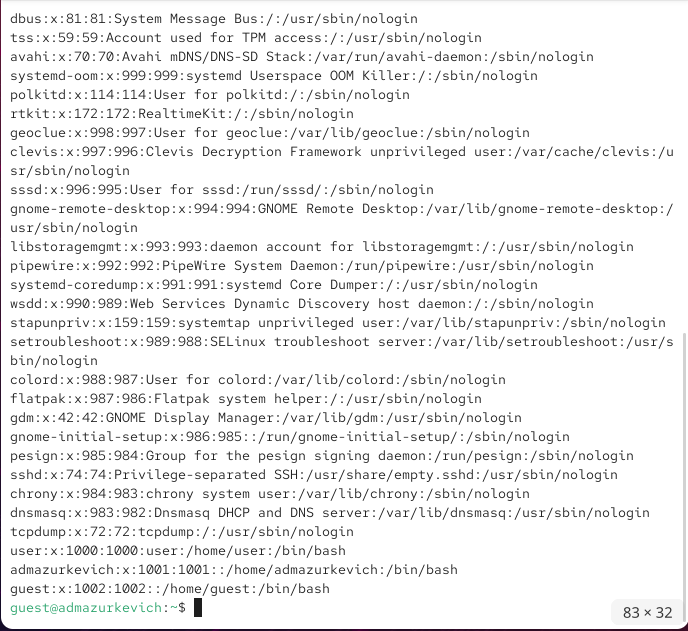 dbus:x:81:81:System Message Bus:/:/usr/sbin/nologin
tss:x:59:59:Account used for TPM access:/:/usr/sbin/nologin
avahi:x:70:70:Avahi mDNS/DNS-SD Stack:/var/run/avahi-daemon:/sbin/nologin
systemd-oom:x:999:999:systemd Userspace OOM Killer:/:/sbin/nologin
polkitd:x:114:114:User for polkitd:/:/sbin/nologin
rtkit:x:172:172:RealtimeKit:/:/sbin/nologin
geoclue:x:998:997:User for geoclue:/var/lib/geoclue:/sbin/nologin
clevis:x:997:996:Clevis Decryption Framework unprivileged user:/var/cache/clevis:/u
sr/sbin/nologin
sssd:x:996:995:User for sssd:/run/sssd/:/sbin/nologin
gnome-remote-desktop:x:994:994:GNOME Remote Desktop:/var/lib/gnome-remote-desktop:/
usr/sbin/nologin
libstoragemgmt:x:993:993:daemon account for libstoragemgmt:/:/usr/sbin/nologin
pipewire:x:992:992:PipeWire System Daemon:/run/pipewire:/usr/sbin/nologin
systemd-coredump:x:991:991:systemd Core Dumper:/:/sbin/nologin
wsdd:x:990:989:Web Services Dynamic Discovery host daemon:/:/sbin/nologin
stapunpriv:x:159:159:systemtap unprivileged user:/var/lib/stapunpriv:/sbin/nologin
setroubleshoot:x:989:988:SELinux troubleshoot server:/var/lib/setroubleshoot:/usr/s
bin/nologin
colord:x:988:987:User for colord:/var/lib/colord:/sbin/nologin
flatpak:x:987:986:Flatpak system helper:/:/sbin/nologin
gdm:x:42:42:GNOME Display Manager:/var/lib/gdm:/usr/sbin/nologin
gnome-initial-setup:x:986:985::/run/gnome-initial-setup/:/sbin/nologin
pesign:x:985:984:Group for the pesign signing daemon:/run/pesign:/sbin/nologin
sshd:x:74:74:Privilege-separated SSH:/usr/share/empty.sshd:/usr/sbin/nologin
chrony:x:984:983:chrony system user:/var/lib/chrony:/sbin/nologin
dnsmasq:x:983:982:Dnsmasq DHCP and DNS server:/var/lib/dnsmasq:/usr/sbin/nologin
tcpdump:x:72:72:tcpdump:/:/usr/sbin/nologin
user:x:1000:1000:user:/home/user:/bin/bash
admazurkevich:x:1001:1001::/home/admazurkevich:/bin/bash
guest:x:1002:1002::/home/guest:/bin/bash
guest@admazurkevich:~$
83 × 32